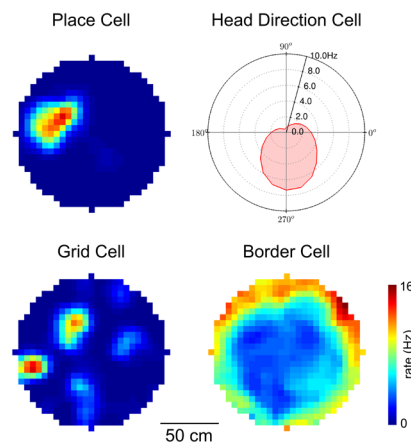 Place Cell
Head Direction Cell
90°
10.0Hz
8.0
6.0
4.0
2.0
0.0
180°
0°
270°
Grid Cell
Border Cell
16
rate (Hz)
0
50 cm